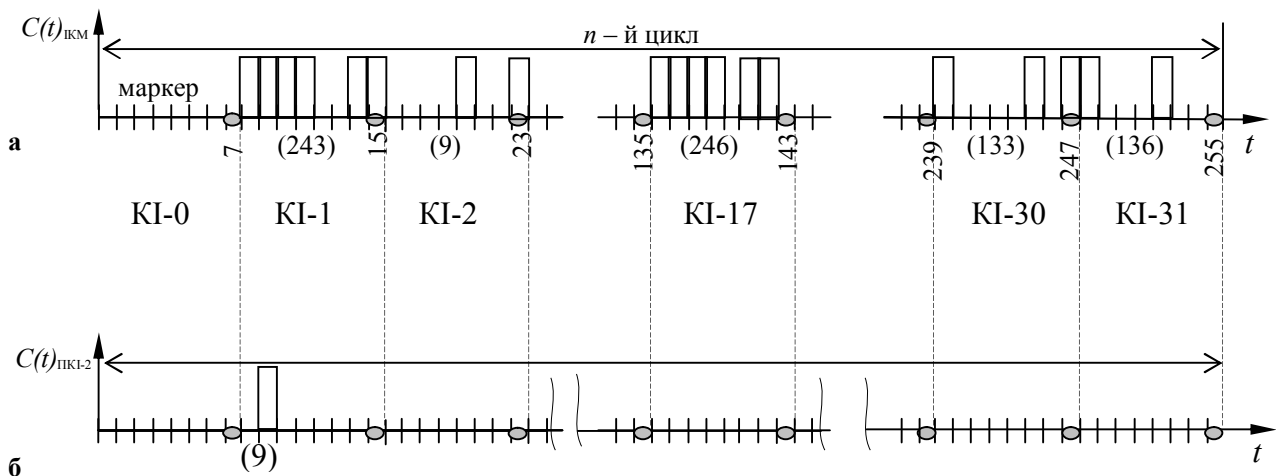 C(t)ІКМ
n – й цикл
маркер
а
7
(243)
15
(9)
23
135
(246)
143
239
(133)
247
(136)
255
t
КІ-0
КІ-1
КІ-2
КІ-17
КІ-30
КІ-31
C(t)ПКІ-2
(9)
t
б